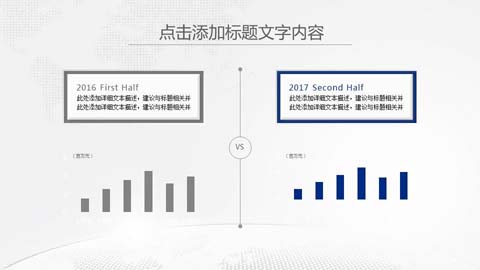 点击添加标题文字内容
2016 First Half
此处添加详细文本描述，建议与标题相关并
此处添加详细文本描述，建议与标题相关并
2017 Second Half
此处添加详细文本描述，建议与标题相关并
此处添加详细文本描述，建议与标题相关并
VS
（百万元）
（百万元）